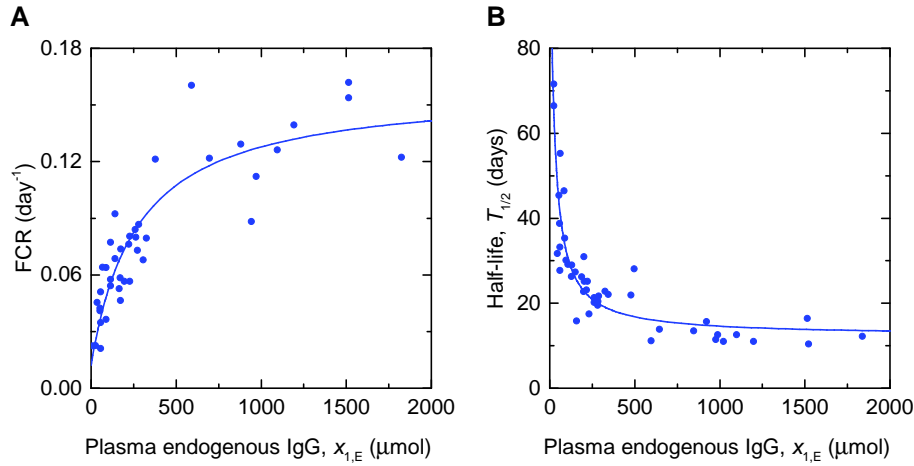 A
0.18
0.12
0.06
0.00
FCR (day⁻¹)
0 500 1000 1500 2000
Plasma endogenous IgG, x₁,E (μmol)
B
80
60
40
20
0
Half-life, T₁/₂ (days)
0 500 1000 1500 2000
Plasma endogenous IgG, x₁,E (μmol)